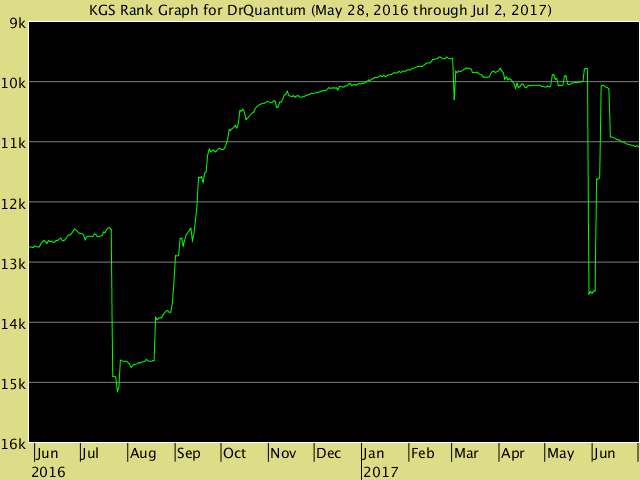 KGS Rank Graph for DrQuantum (May 28, 2016 through Jul 2, 2017)
9k
10k
11k
12k
13k
14k
15k
16k
Jun Jul Aug Sep Oct Nov Dec Jan Feb Mar Apr May Jun
2016 2017